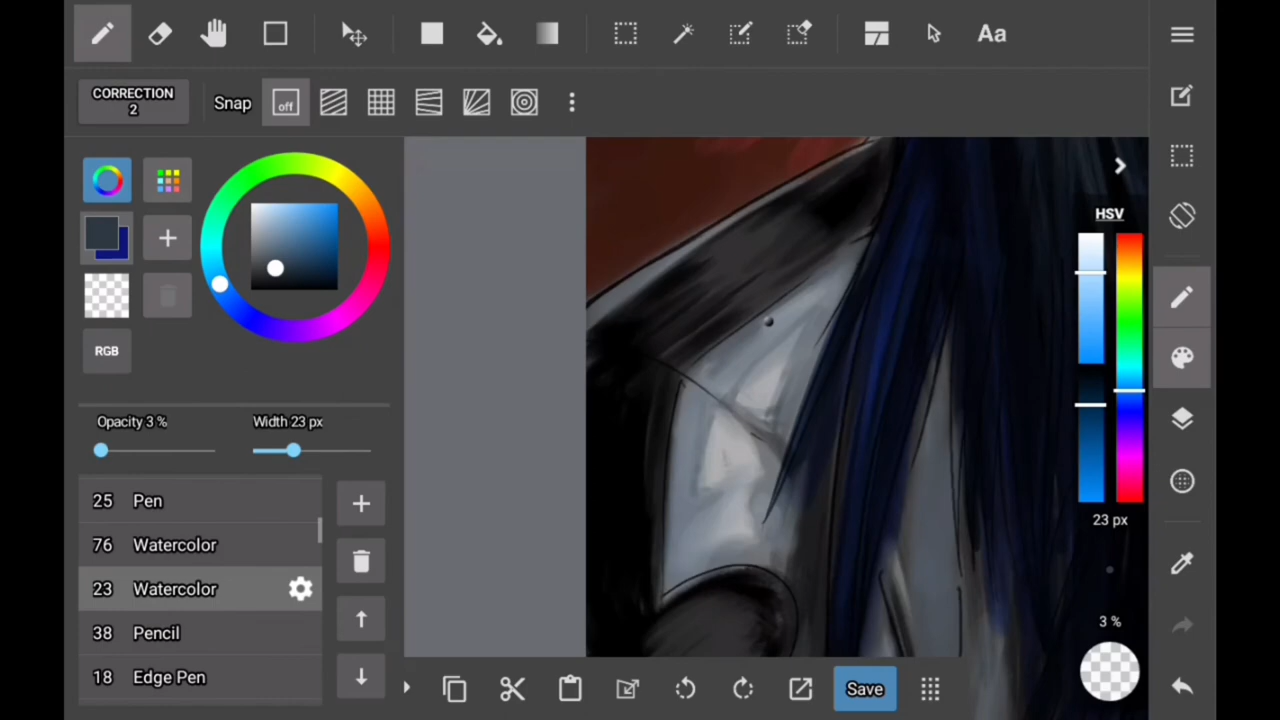 Aa
CORRECTION
2
Snap
off
HSV
RGB
Opacity 3 %
Width 23 px
25 Pen
76 Watercolor
23 Watercolor
38 Pencil
18 Edge Pen
23 px
3 %
Save